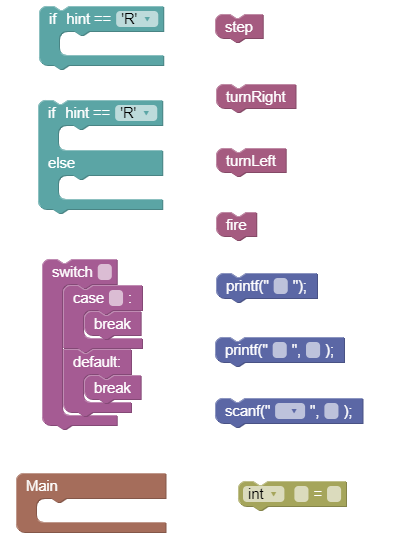 if hint == 'R'
if hint == 'R'
else
switch
case :
break
default:
break
Main
step
turnRight
turnLeft
fire
printf(" ");
printf(" ", );
scanf(" ", );
int =